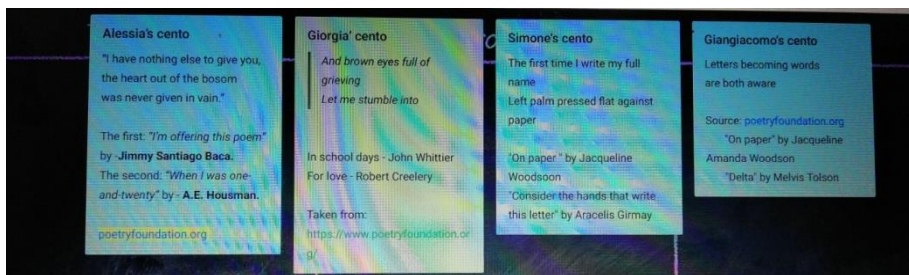 Alessia's cento
"I have nothing else to give you,
the heart out of the bosom
was never given in vain."
The first: "I'm offering this poem"
by -Jimmy Santiago Baca.
The second: "When I was one-
and-twenty" by - A.E. Housman.
poetryfoundation.org
Giorgia' cento
And brown eyes full of
grieving
Let me stumble into
In school days - John Whittier
For love - Robert Creelery
Taken from:
https://www.poetryfoundation.or
g/
Simone's cento
The first time I write my full
name
Left palm pressed flat against
paper
"On paper" by Jacqueline
Woodsoon
"Consider the hands that write
this letter" by Aracelis Girmay
Giangiacomo's cento
Letters becoming words
are both aware
Source: poetryfoundation.org
"On paper" by Jacqueline
Amanda Woodson
"Delta" by Melvis Tolson